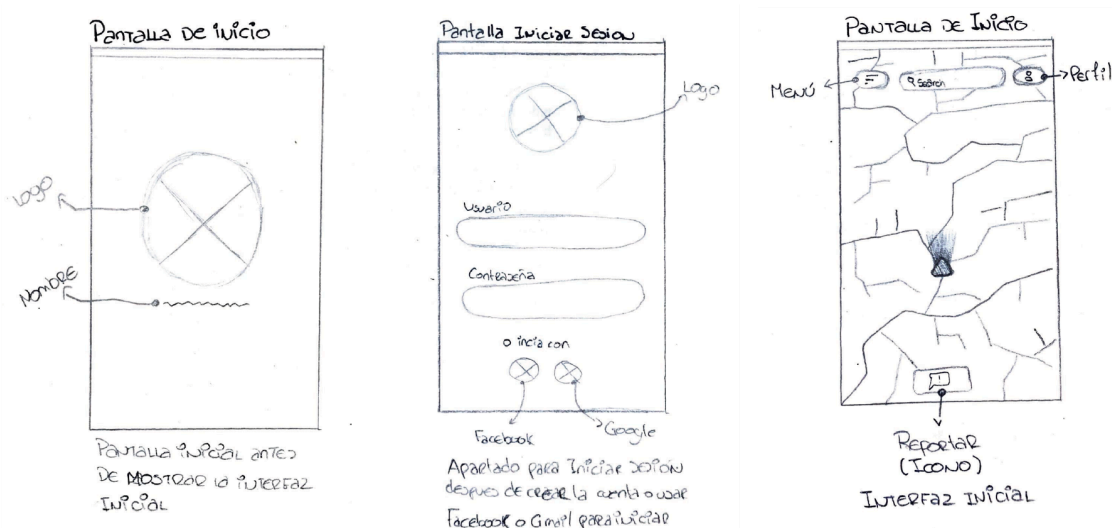 Pantalla de inicio
Logo
Nombre
Pantalla inicial antes
de mostrar la interfaz
inicial
Pantalla Iniciar Sesion
Logo
Usuario
Contraseña
o incia con
Facebook
Google
Apartado para Iniciar sesión
despues de crear la cuenta o usar
Facebook o Gmail para iniciar
Pantalla de Inicio
Menú
Search
Perfil
Reportar
(Icono)
Interfaz Inicial